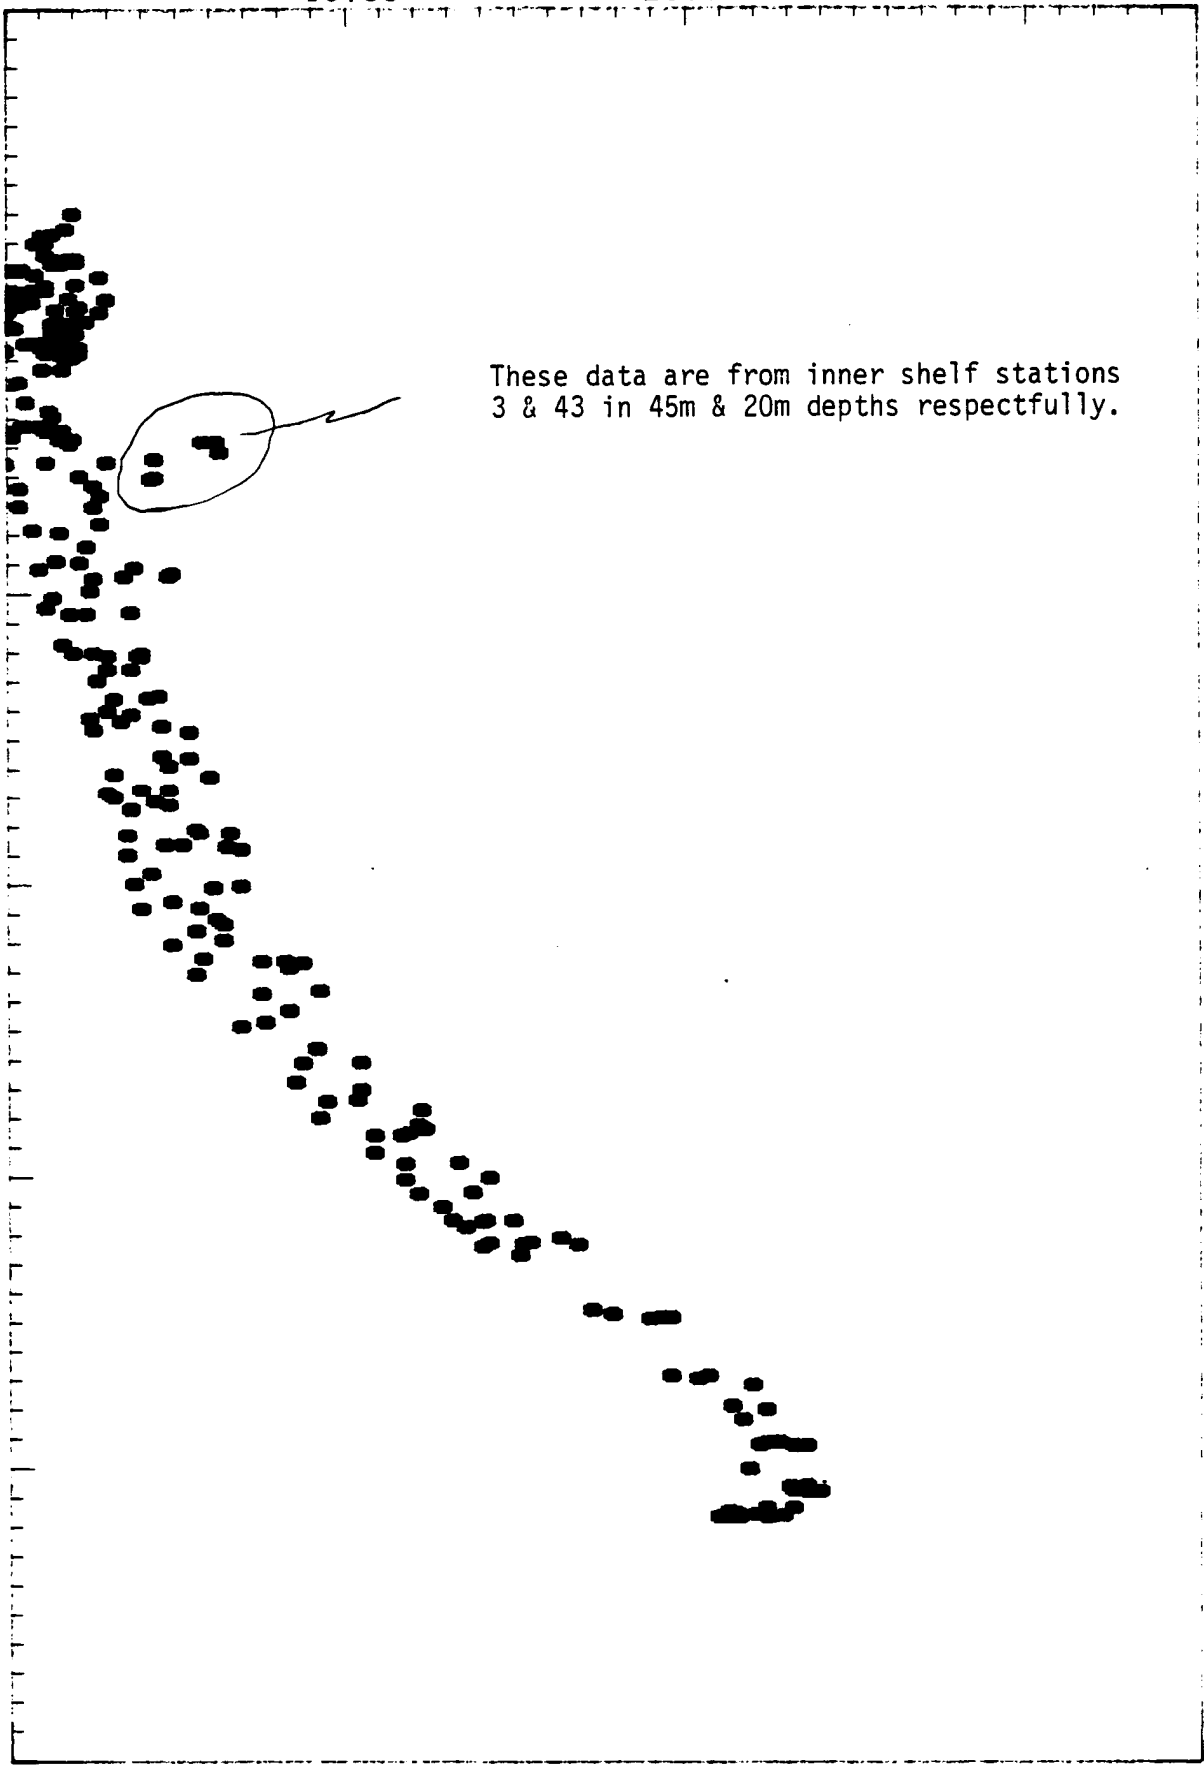 These data are from inner shelf stations
3 & 43 in 45m & 20m depths respectfully.